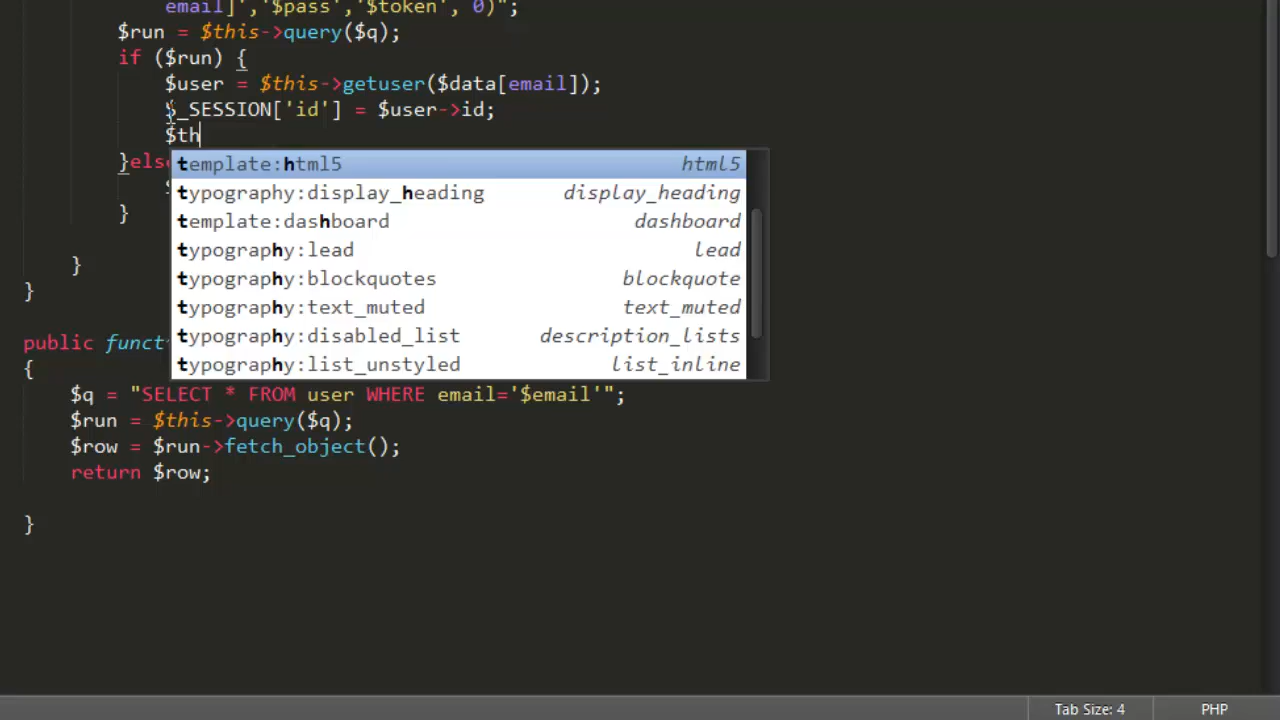 email]','$pass','$token', 0)";
$run = $this->query($q);
if ($run) {
$user = $this->getuser($data[email]);
$_SESSION['id'] = $user->id;
$th
}else
template:html5 html5
typography:display_heading display_heading
template:dashboard dashboard
}
typography:lead lead
}
typography:blockquotes blockquote
}
typography:text_muted text_muted
typography:disabled_list description_lists
public funct
typography:list_unstyled list_inline
{
$q = "SELECT * FROM user WHERE email='$email'";
$run = $this->query($q);
$row = $run->fetch_object();
return $row;
}
Tab Size: 4 PHP